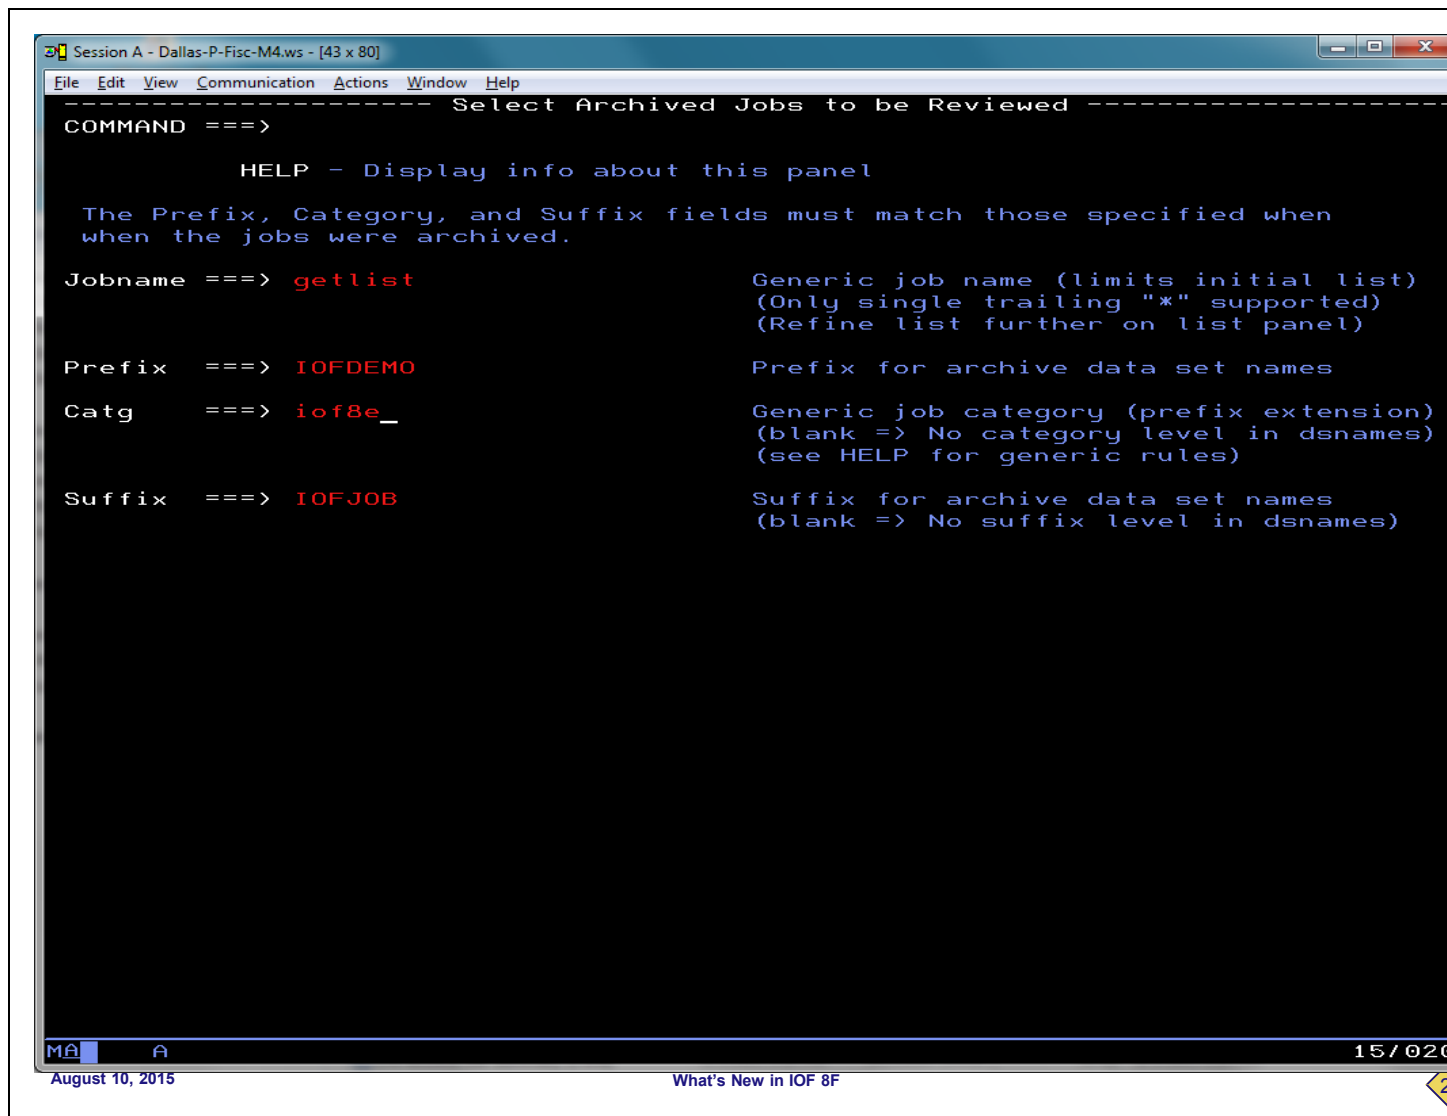 Session A - Dallas-P-Fisc-M4.ws - [43 x 80]
File Edit View Communication Actions Window Help
--------------------- Select Archived Jobs to be Reviewed ---------------------
COMMAND ===>
HELP - Display info about this panel
The Prefix, Category, and Suffix fields must match those specified when
when the jobs were archived.
Jobname ===> getlist Generic job name (limits initial list)
(Only single trailing "*" supported)
(Refine list further on list panel)
Prefix ===> IOFDEMO Prefix for archive data set names
Catg ===> iof8e_ Generic job category (prefix extension)
(blank => No category level in dsnames)
(see HELP for generic rules)
Suffix ===> IOFJOB Suffix for archive data set names
(blank => No suffix level in dsnames)
MA A 15/020
August 10, 2015 What's New in IOF 8F